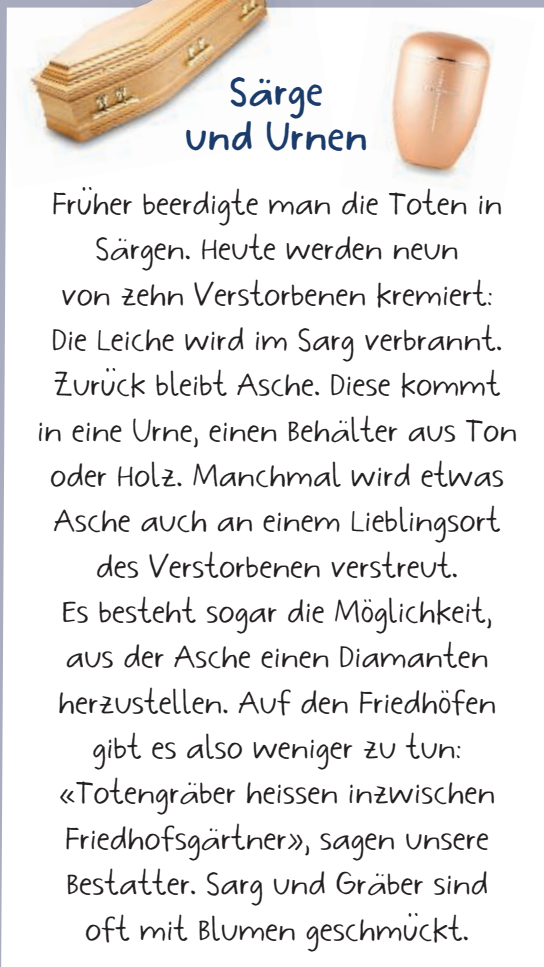 Särge
und Urnen
Früher beerdigte man die Toten in
Särgen. Heute werden neun
von zehn Verstorbenen kremiert:
Die Leiche wird im Sarg verbrannt.
Zurück bleibt Asche. Diese kommt
in eine Urne, einen Behälter aus Ton
oder Holz. Manchmal wird etwas
Asche auch an einem Lieblingsort
des Verstorbenen verstreut.
Es besteht sogar die Möglichkeit,
aus der Asche einen Diamanten
herzustellen. Auf den Friedhöfen
gibt es also weniger zu tun:
«Totengräber heissen inzwischen
Friedhofsgärtner», sagen unsere
Bestatter. Sarg und Gräber sind
oft mit Blumen geschmückt.